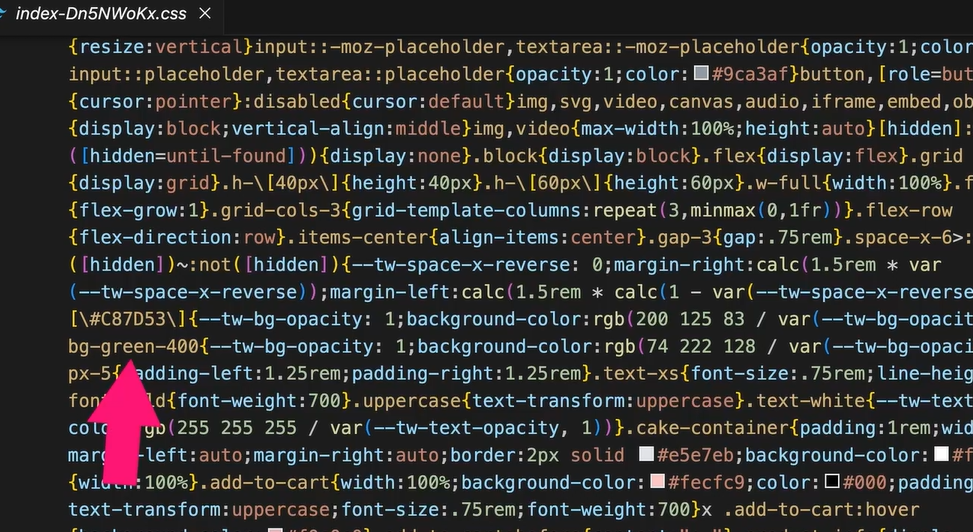 index-Dn5NWoKx.css ×
{resize:vertical}input::-moz-placeholder,textarea::-moz-placeholder{opacity:1;color
input::placeholder,textarea::placeholder{opacity:1;color:#9ca3af}button,[role=but
{cursor:pointer}:disabled{cursor:default}img,svg,video,canvas,audio,iframe,embed,ob
{display:block;vertical-align:middle}img,video{max-width:100%;height:auto}[hidden]:
([hidden=until-found])){display:none}.block{display:block}.flex{display:flex}.grid
{display:grid}.h-\[40px\]{height:40px}.h-\[60px\]{height:60px}.w-full{width:100%}.f
{flex-grow:1}.grid-cols-3{grid-template-columns:repeat(3,minmax(0,1fr))}.flex-row
{flex-direction:row}.items-center{align-items:center}.gap-3{gap:.75rem}.space-x-6>:
([hidden])~:not([hidden]){--tw-space-x-reverse: 0;margin-right:calc(1.5rem * var
(--tw-space-x-reverse));margin-left:calc(1.5rem * calc(1 - var(--tw-space-x-reverse
[\#C87D53\]{--tw-bg-opacity: 1;background-color:rgb(200 125 83 / var(--tw-bg-opacit
bg-green-400{--tw-bg-opacity: 1;background-color:rgb(74 222 128 / var(--tw-bg-opaci
px-5{padding-left:1.25rem;padding-right:1.25rem}.text-xs{font-size:.75rem;line-heig
fon ld{font-weight:700}.uppercase{text-transform:uppercase}.text-white{--tw-text-o
colo gb(255 255 255 / var(--tw-text-opacity, 1))}.cake-container{padding:1rem;wid
marg -left:auto;margin-right:auto;border:2px solid #e5e7eb;background-color:#f
{width:100%}.add-to-cart{width:100%;background-color:#fecfc9;color:#000;padding
text-transform:uppercase;font-size:.75rem;font-weight:700}x .add-to-cart:hover